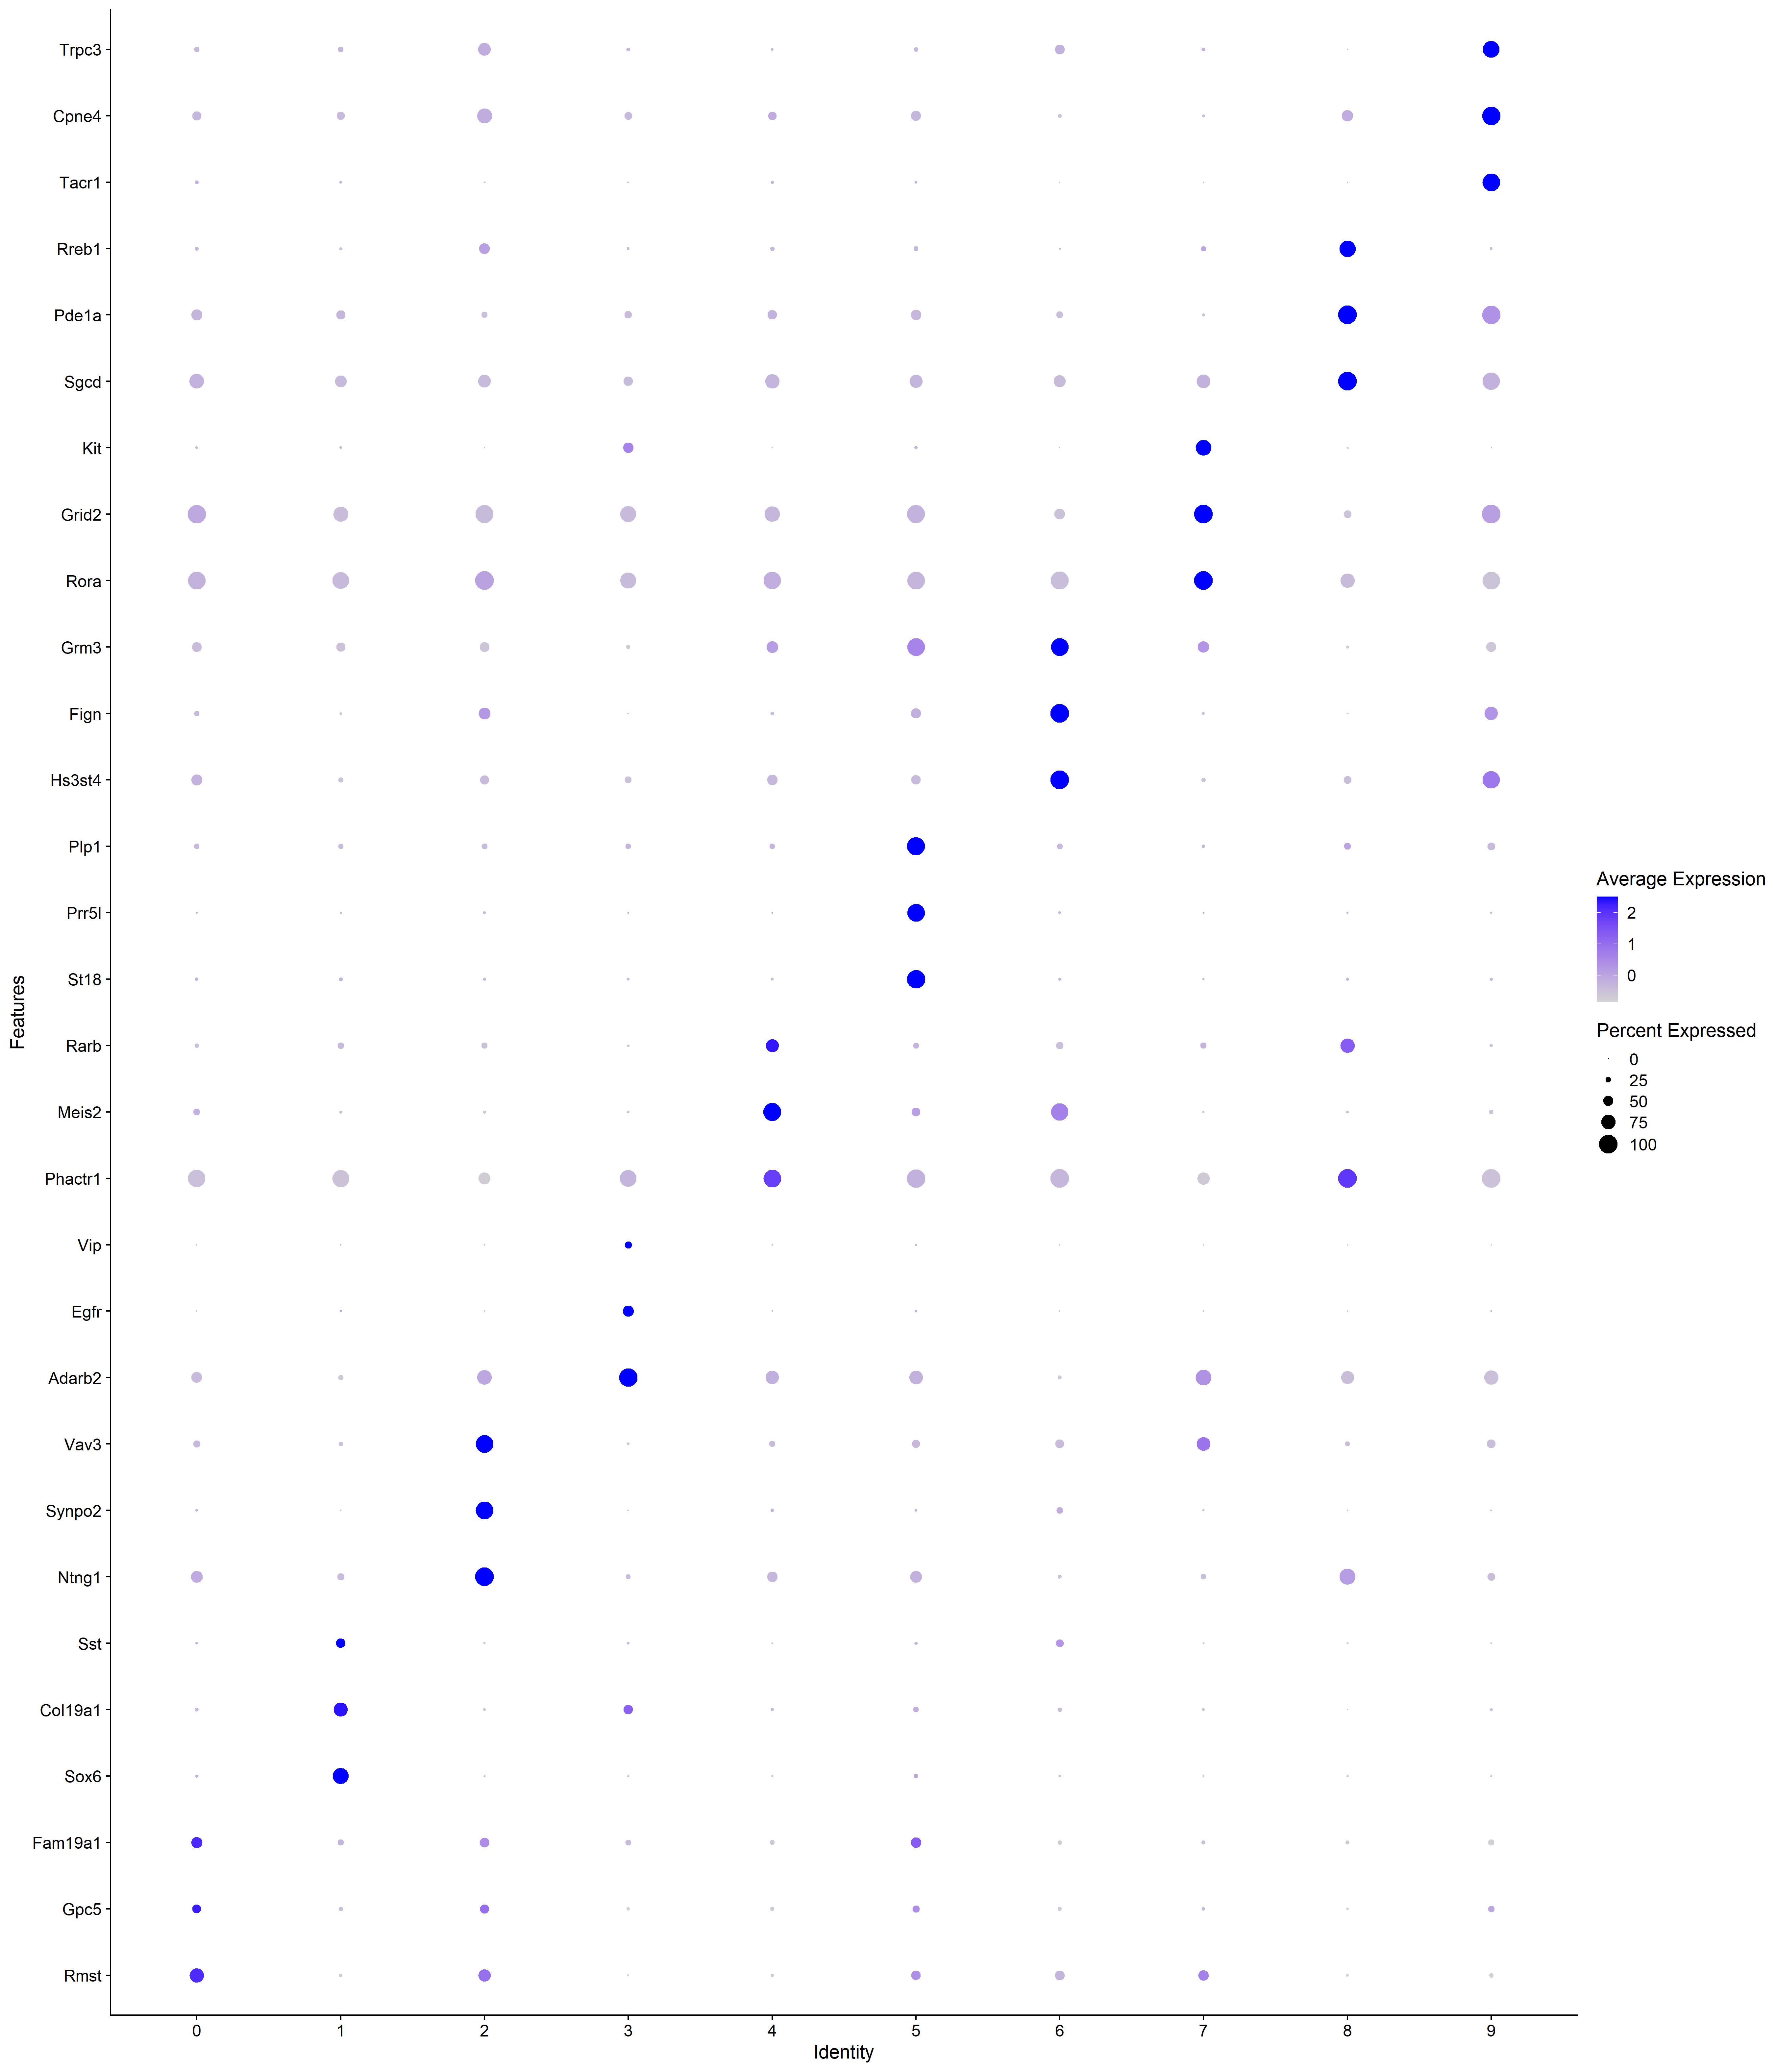 Trpc3
Cpne4
Tacr1
Rreb1
Pde1a
Sgcd
Kit
Grid2
Rora
Grm3
Fign
Hs3st4
Plp1
Prr5l
St18
Rarb
Meis2
Phactr1
Vip
Egfr
Adarb2
Vav3
Synpo2
Ntng1
Sst
Col19a1
Sox6
Fam19a1
Gpc5
Rmst
Features
0 1 2 3 4 5 6 7 8 9
Identity
Average Expression
2
1
0
Percent Expressed
0
25
50
75
100